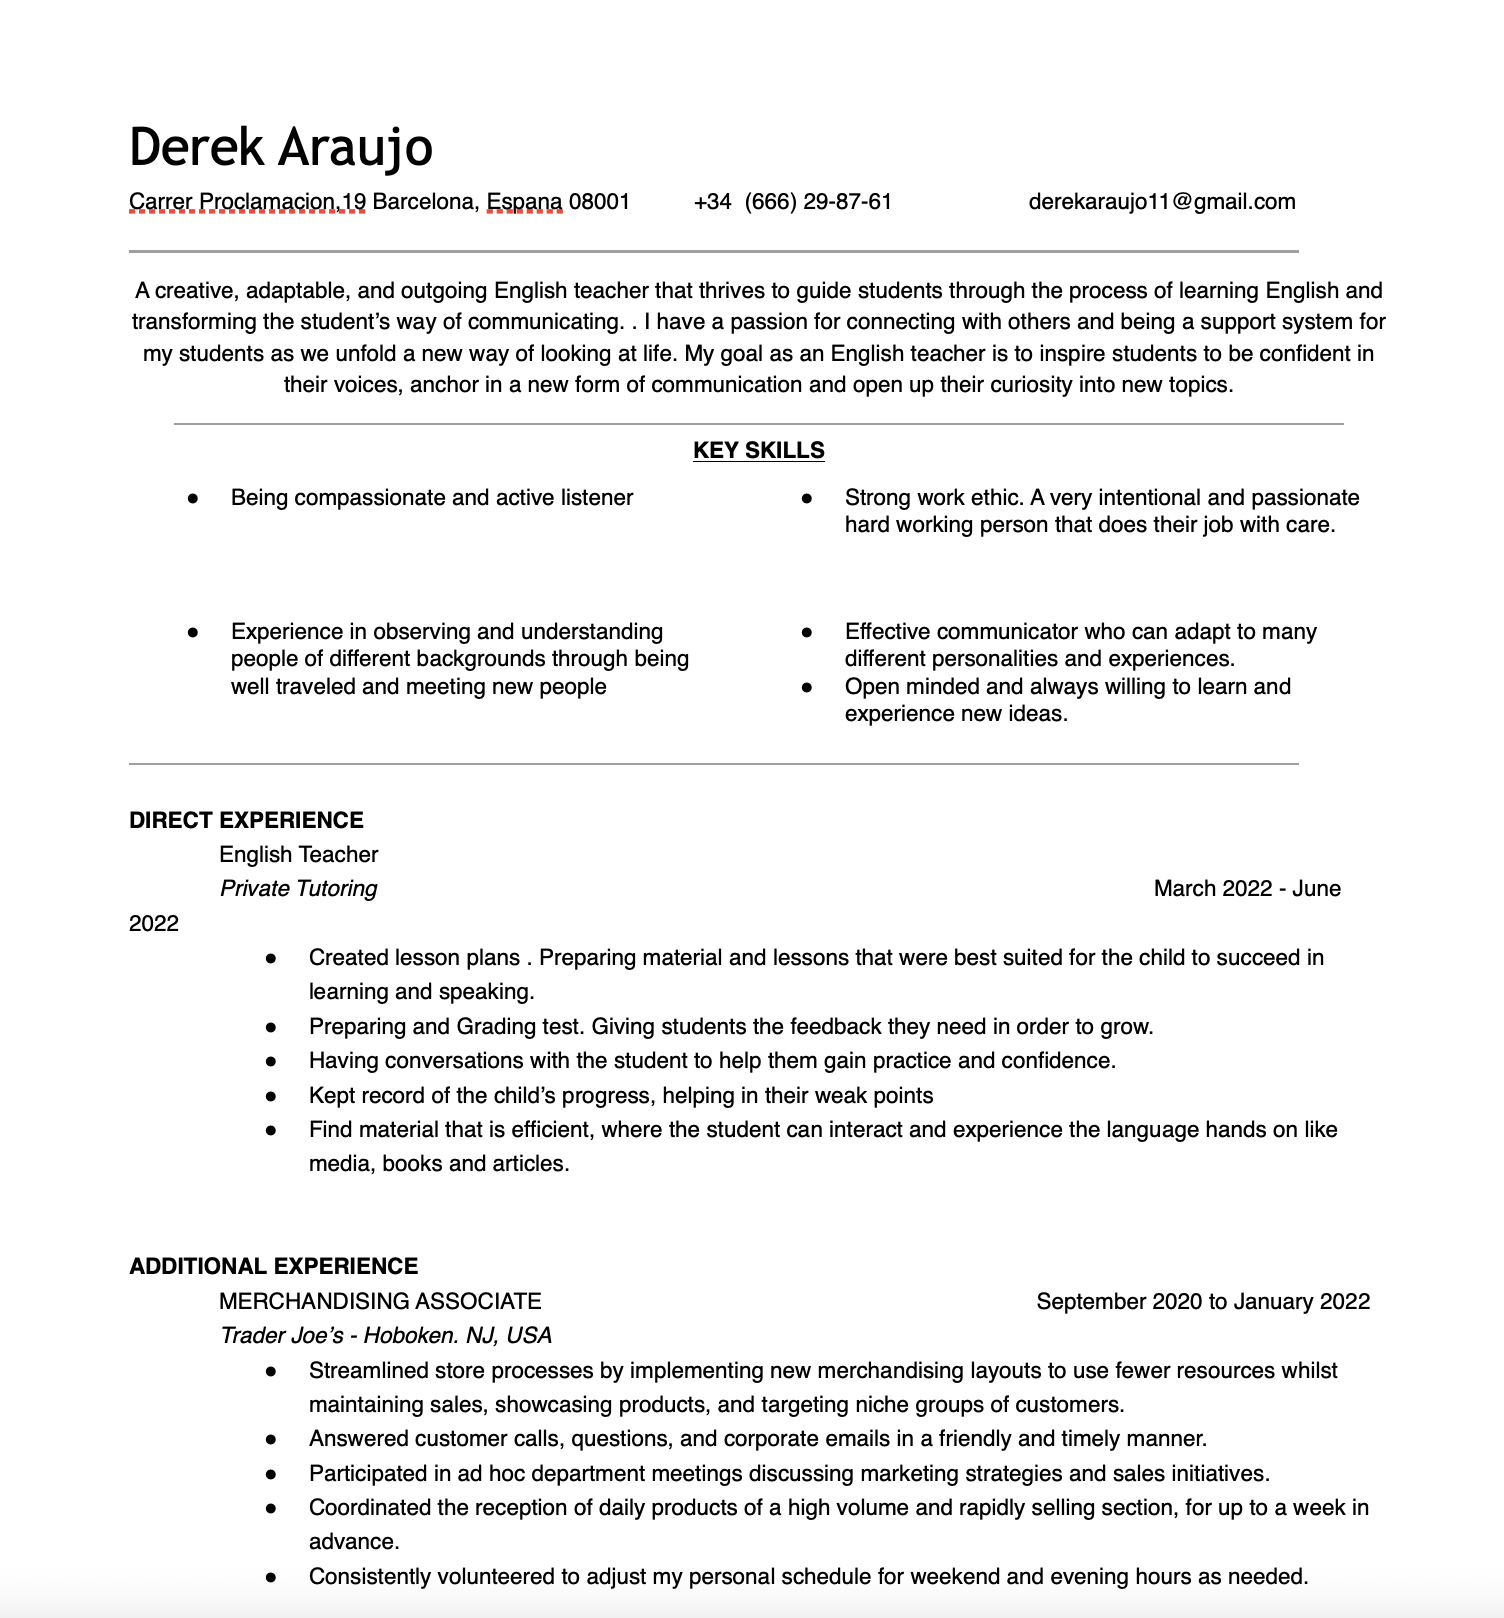 Derek Araujo
Carrer Proclamacion,19 Barcelona, Espana 08001 +34 (666) 29-87-61 derekaraujo11@gmail.com
A creative, adaptable, and outgoing English teacher that thrives to guide students through the process of learning English and
transforming the student’s way of communicating. . I have a passion for connecting with others and being a support system for
my students as we unfold a new way of looking at life. My goal as an English teacher is to inspire students to be confident in
their voices, anchor in a new form of communication and open up their curiosity into new topics.
KEY SKILLS
● Being compassionate and active listener
● Strong work ethic. A very intentional and passionate
hard working person that does their job with care.
● Experience in observing and understanding
people of different backgrounds through being
well traveled and meeting new people
● Effective communicator who can adapt to many
different personalities and experiences.
● Open minded and always willing to learn and
experience new ideas.
DIRECT EXPERIENCE
English Teacher
Private Tutoring March 2022 - June
2022
● Created lesson plans . Preparing material and lessons that were best suited for the child to succeed in
learning and speaking.
● Preparing and Grading test. Giving students the feedback they need in order to grow.
● Having conversations with the student to help them gain practice and confidence.
● Kept record of the child’s progress, helping in their weak points
● Find material that is efficient, where the student can interact and experience the language hands on like
media, books and articles.
ADDITIONAL EXPERIENCE
MERCHANDISING ASSOCIATE September 2020 to January 2022
Trader Joe’s - Hoboken. NJ, USA
● Streamlined store processes by implementing new merchandising layouts to use fewer resources whilst
maintaining sales, showcasing products, and targeting niche groups of customers.
● Answered customer calls, questions, and corporate emails in a friendly and timely manner.
● Participated in ad hoc department meetings discussing marketing strategies and sales initiatives.
● Coordinated the reception of daily products of a high volume and rapidly selling section, for up to a week in
advance.
● Consistently volunteered to adjust my personal schedule for weekend and evening hours as needed.